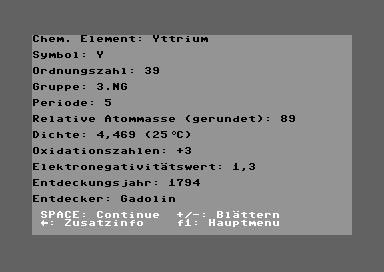 Chem. Element: Yttrium
Symbol: Y
Ordnungszahl: 39
Gruppe: 3.NG
Periode: 5
Relative Atommasse (gerundet): 89
Dichte: 4,469 (25°C)
Oxidationszahlen: +3
Elektronegativitätswert: 1,3
Entdeckungsjahr: 1794
Entdecker: Gadolin
SPACE: Continue +/-: Blättern
←: Zusatzinfo f1: Hauptmenu